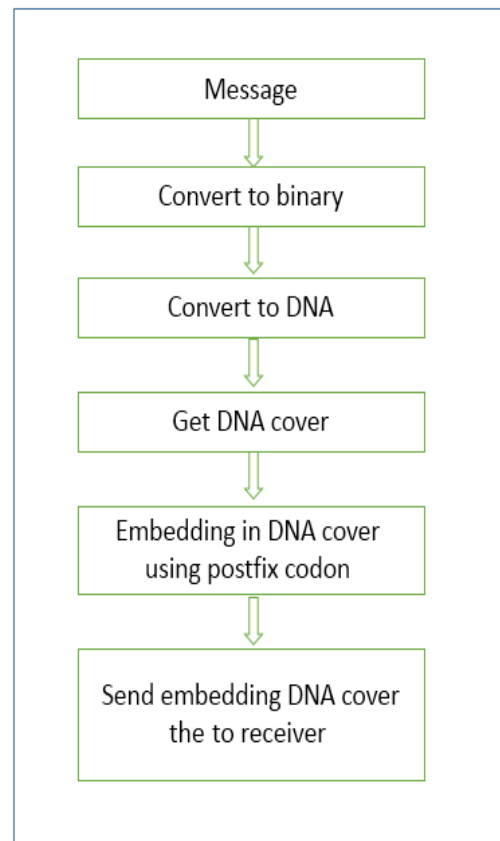 Message
Convert to binary
Convert to DNA
Get DNA cover
Embedding in DNA cover
using postfix codon
Send embedding DNA cover
the to receiver